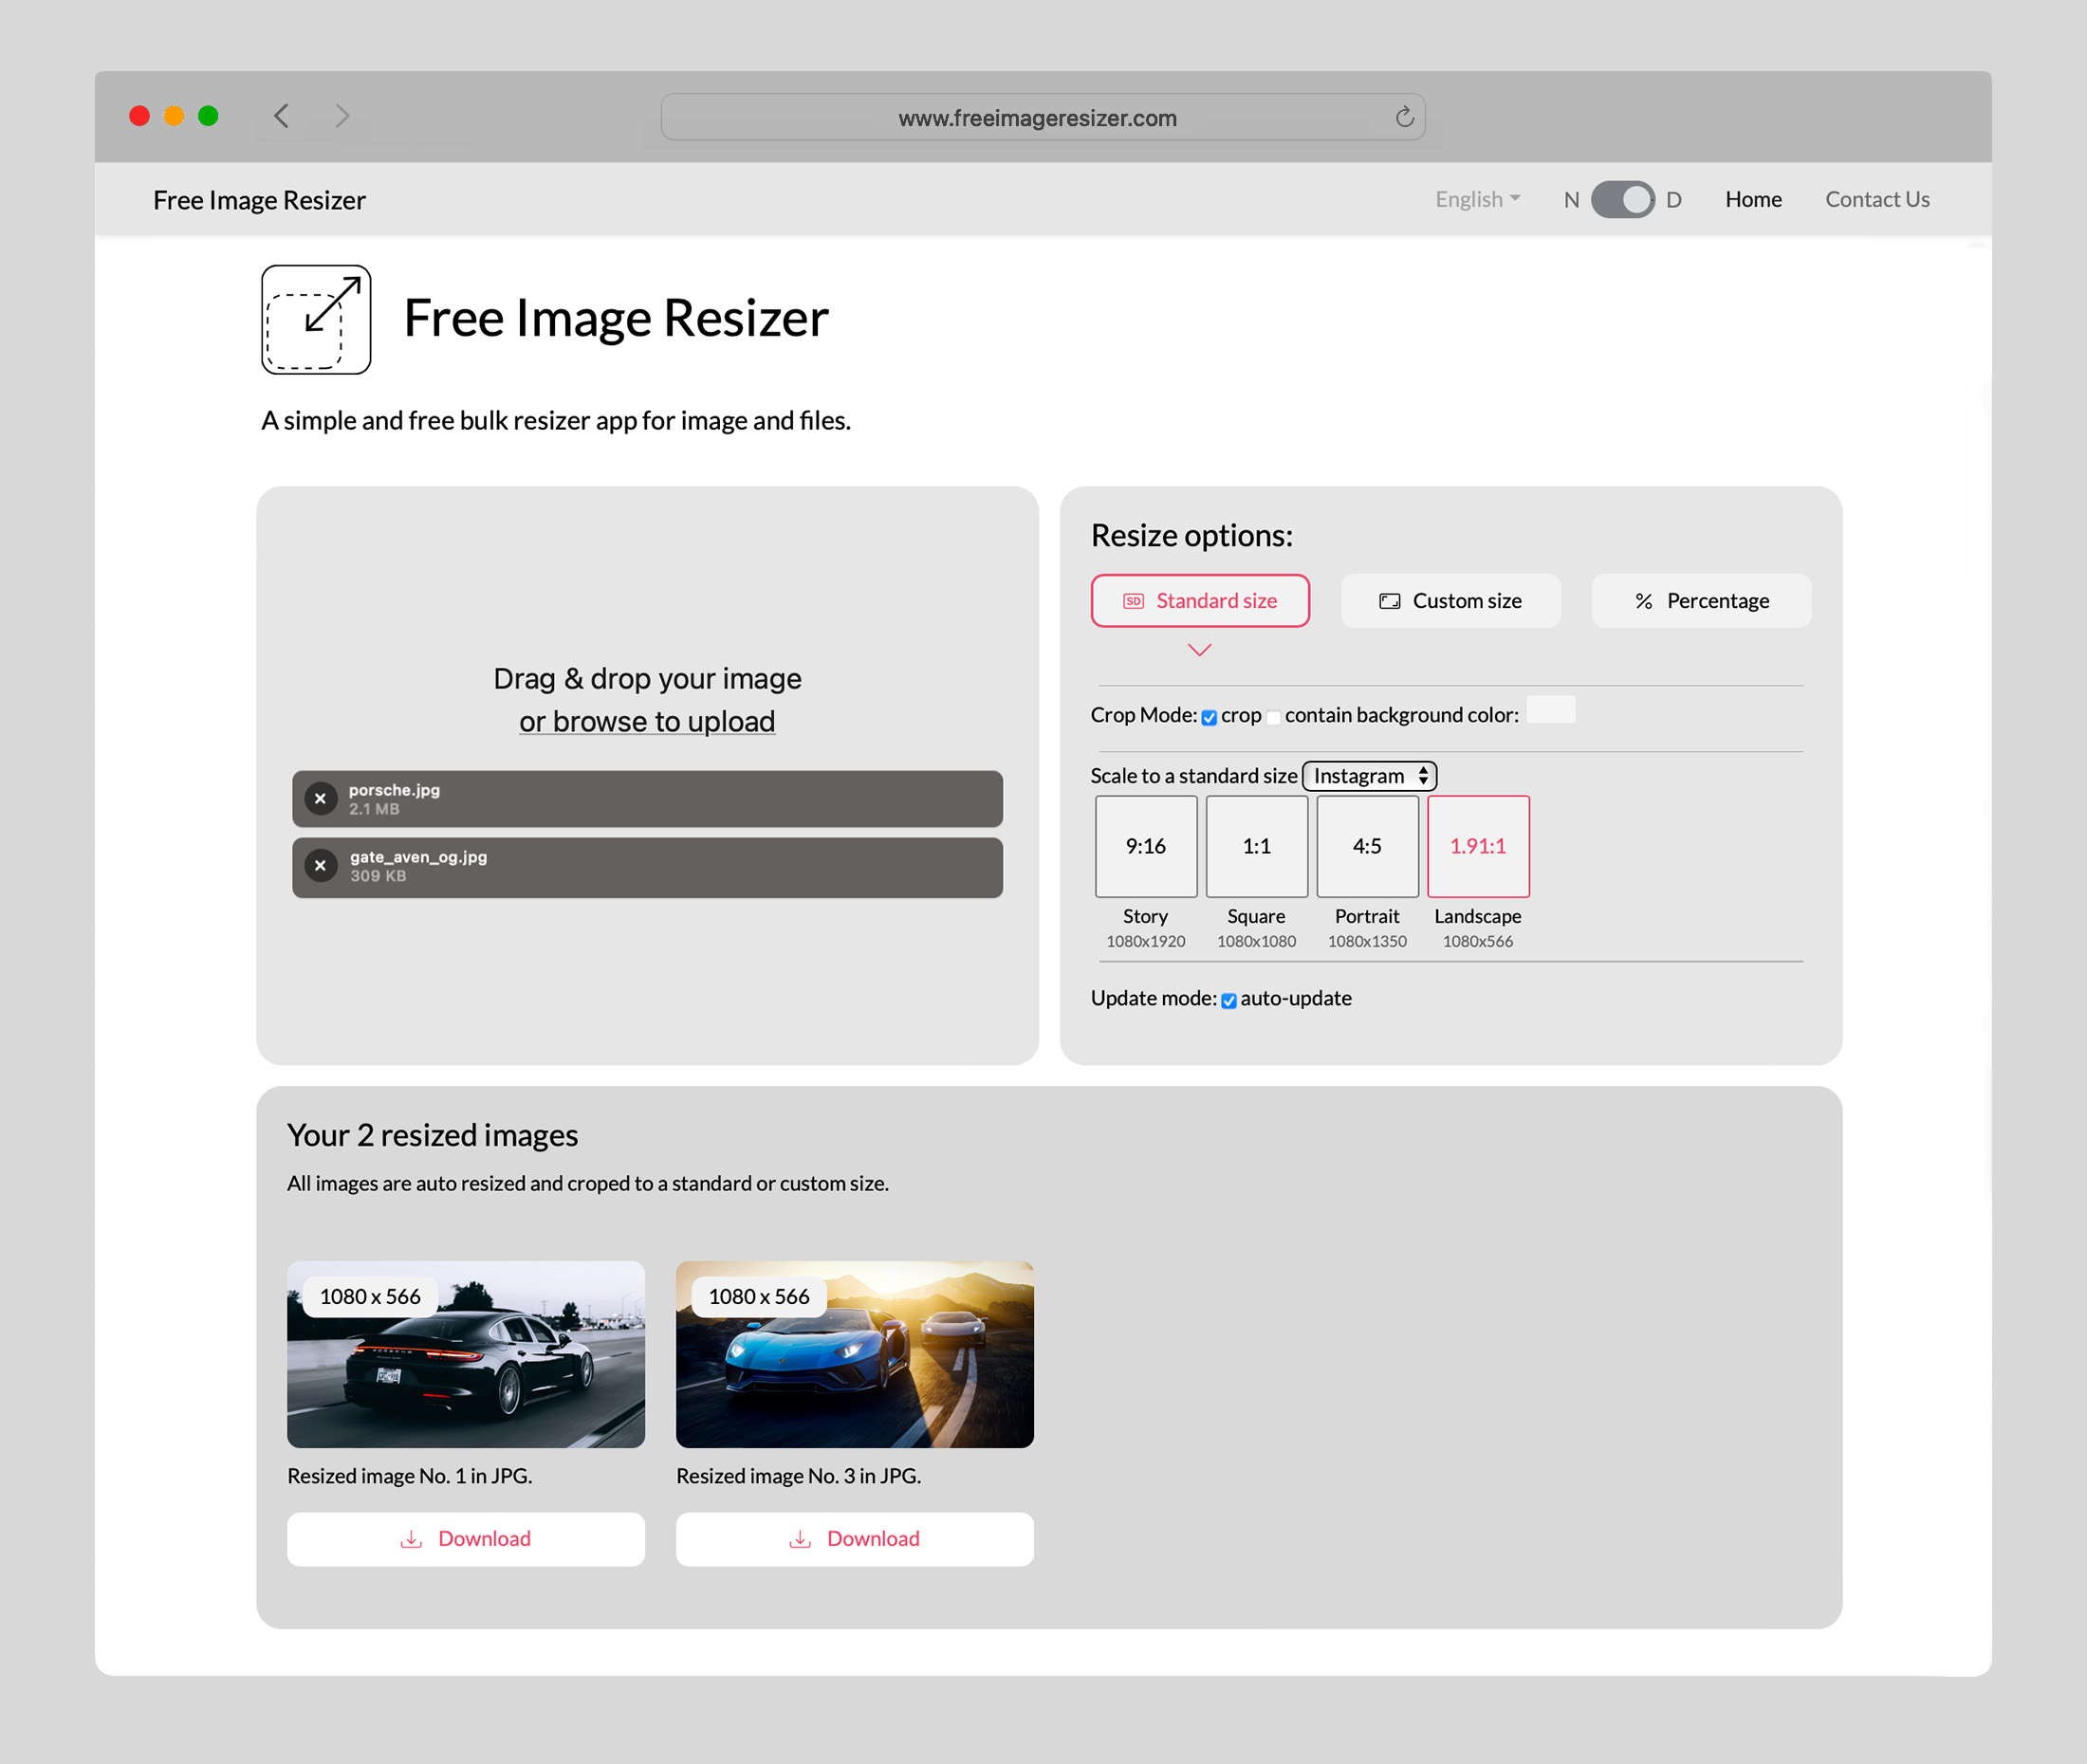 www.freeimageresizer.com
Free Image Resizer
English
N
D
Home
Contact Us
Free Image Resizer
A simple and free bulk resizer app for image and files.
Drag & drop your image
or browse to upload
porsche.jpg
2.1 MB
gate_aven_og.jpg
309 KB
Resize options:
SD Standard size
Custom size
% Percentage
Crop Mode: crop contain background color:
Scale to a standard size Instagram
9:16
1:1
4:5
1.91:1
Story
Square
Portrait
Landscape
1080x1920
1080x1080
1080x1350
1080x566
Update mode: auto-update
Your 2 resized images
All images are auto resized and croped to a standard or custom size.
1080 x 566
1080 x 566
PORSCHE
Resized image No. 1 in JPG.
Resized image No. 3 in JPG.
Download
Download